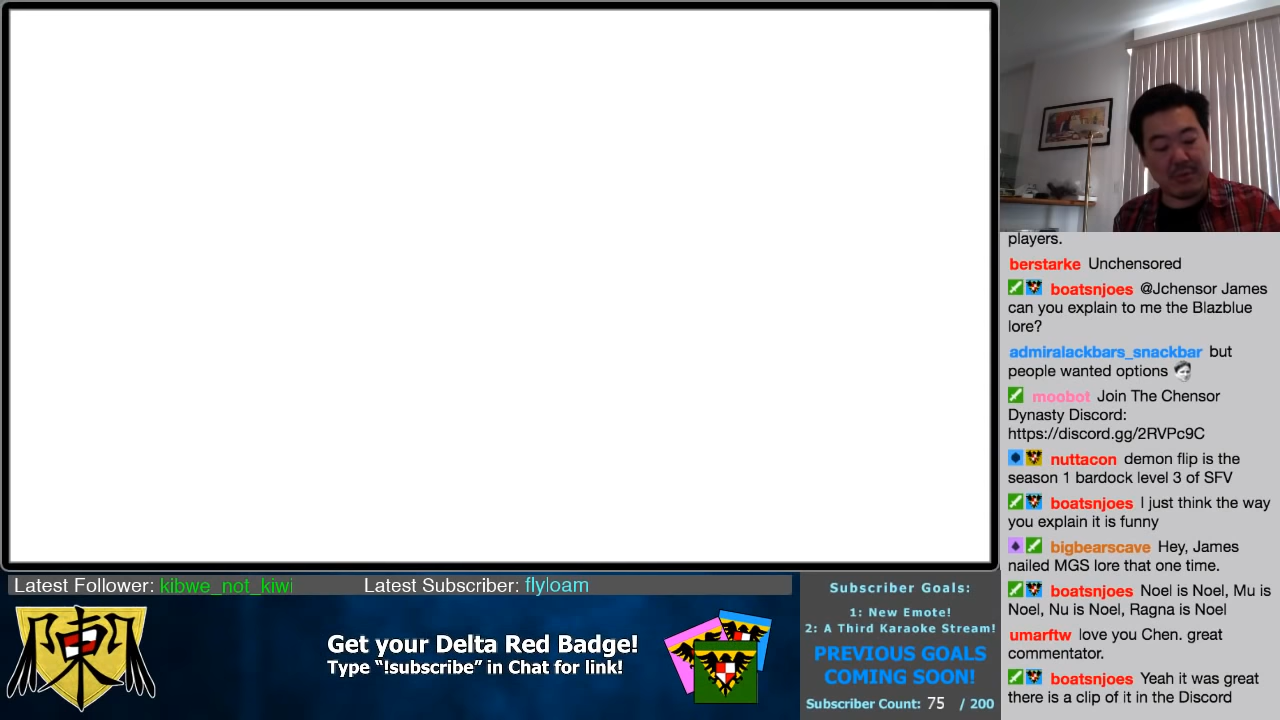 players.
berstarke Unchensored
boatsnjoes @Jchensor James
can you explain to me the Blazblue
lore?
admiralackbars_snackbar but
people wanted options
moobot Join The Chensor
Dynasty Discord:
https://discord.gg/2RVPc9C
nuttacon demon flip is the
season 1 bardock level 3 of SFV
boatsnjoes I just think the way
you explain it is funny
bigbearscave Hey, James
nailed MGS lore that one time.
boatsnjoes Noel is Noel, Mu is
Noel, Nu is Noel, Ragna is Noel
umarftw love you Chen. great
commentator.
boatsnjoes Yeah it was great
there is a clip of it in the Discord
Latest Follower: kibwe_not_kiwi
Latest Subscriber: flyloam
Get your Delta Red Badge!
Type "!subscribe" in Chat for link!
Subscriber Goals:
1: New Emote!
2: A Third Karaoke Stream!
PREVIOUS GOALS
COMING SOON!
Subscriber Count: 75 / 200